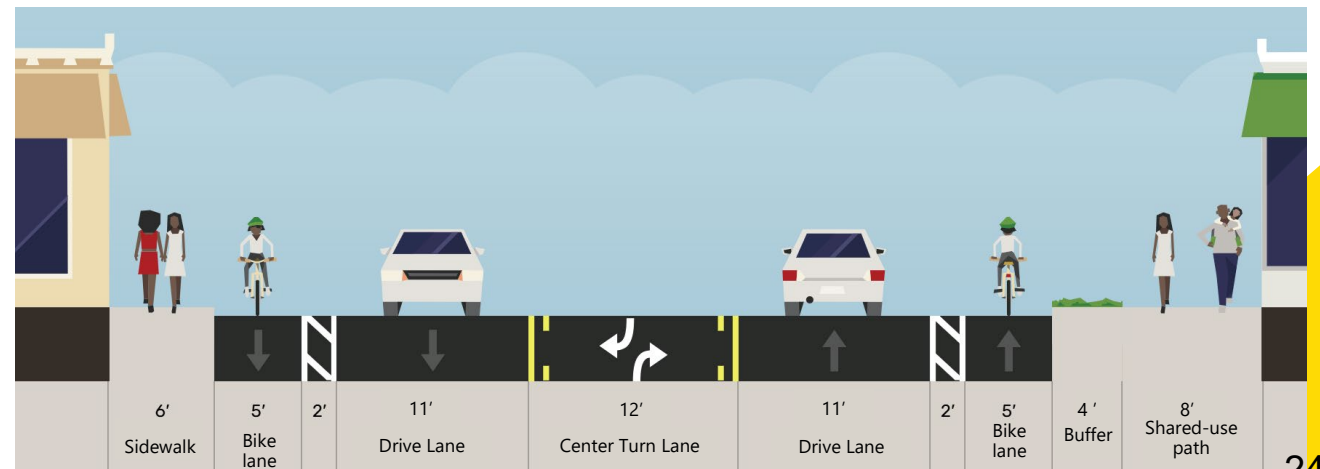 6′
Sidewalk
5′
Bike
lane
2′
11′
Drive Lane
12′
Center Turn Lane
11′
Drive Lane
2′
5′
Bike
lane
4 ′
Buffer
8′
Shared-use
path
24